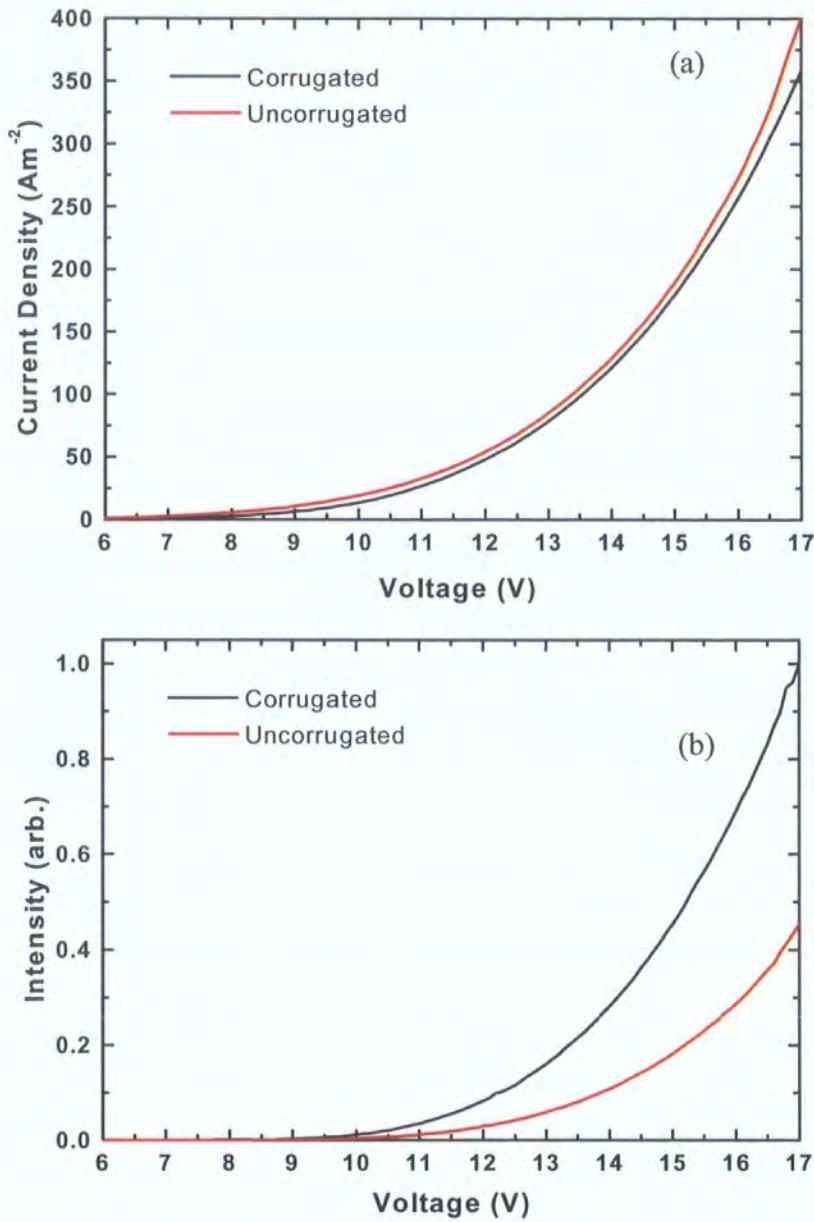 400
350
300
250
200
150
100
50
0
Current Density (Am⁻²)
Corrugated
Uncorrugated
(a)
6 7 8 9 10 11 12 13 14 15 16 17
Voltage (V)
1.0
0.8
0.6
0.4
0.2
0.0
Intensity (arb.)
Corrugated
Uncorrugated
(b)
6 7 8 9 10 11 12 13 14 15 16 17
Voltage (V)